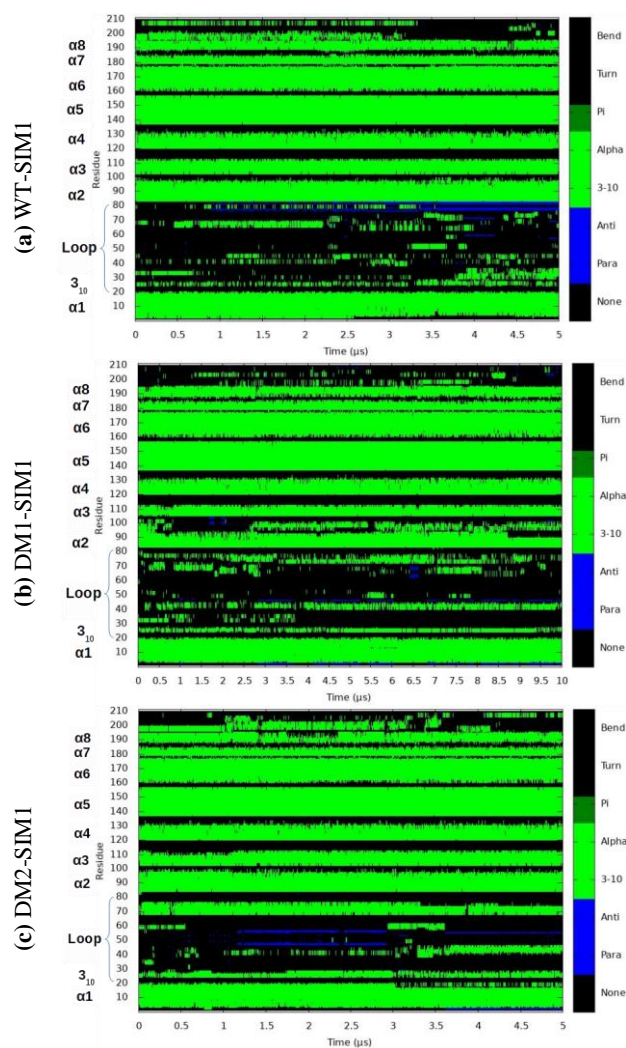 (a) WT-SIM1
Residue
210
200
190
180
170
160
150
140
130
120
110
100
90
80
70
60
50
40
30
20
10
α8
α7
α6
α5
α4
α3
α2
Loop
3₁₀
α1
0 0.5 1 1.5 2 2.5 3 3.5 4 4.5 5
Time (μs)
Bend
Turn
Pi
Alpha
3-10
Anti
Para
None
(b) DM1-SIM1
Residue
210
200
190
180
170
160
150
140
130
120
110
100
90
80
70
60
50
40
30
20
10
α8
α7
α6
α5
α4
α3
α2
Loop
3₁₀
α1
0 0.5 1 1.5 2 2.5 3 3.5 4 4.5 5 5.5 6 6.5 7 7.5 8 8.5 9 9.5 10
Time (μs)
Bend
Turn
Pi
Alpha
3-10
Anti
Para
None
(c) DM2-SIM1
Residue
210
200
190
180
170
160
150
140
130
120
110
100
90
80
70
60
50
40
30
20
10
α8
α7
α6
α5
α4
α3
α2
Loop
3₁₀
α1
0 0.5 1 1.5 2 2.5 3 3.5 4 4.5 5
Time (μs)
Bend
Turn
Pi
Alpha
3-10
Anti
Para
None